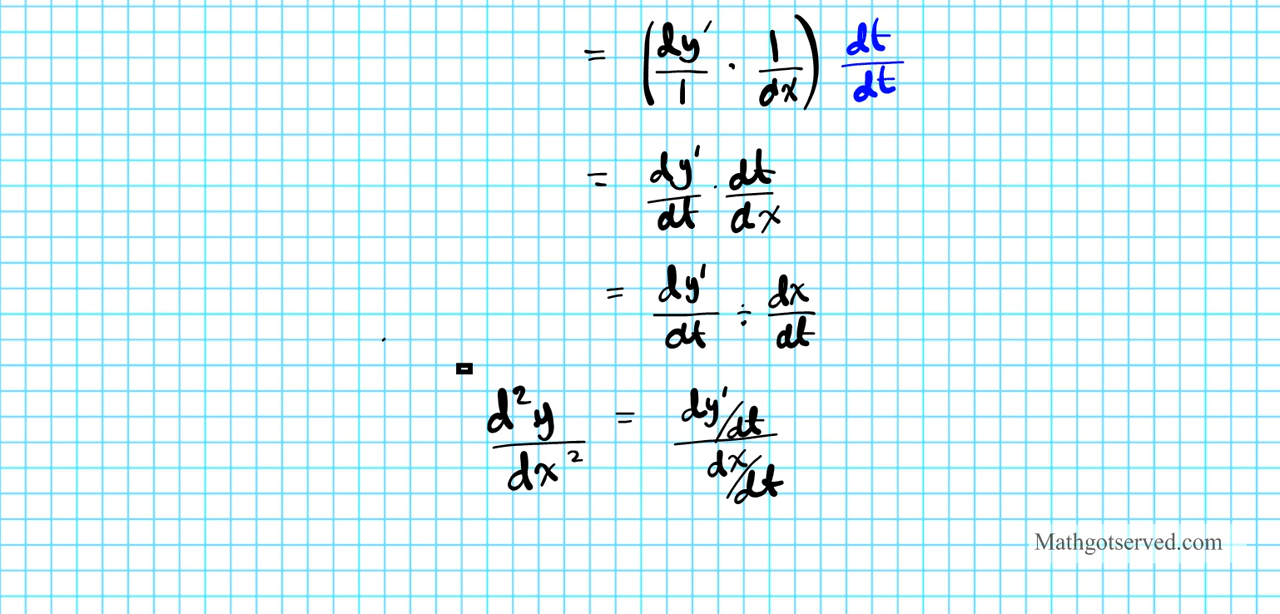 = (dy'/1 · 1/dx) dt/dt
= dy'/dt · dt/dx
= dy'/dt ÷ dx/dt
d²y/dx² = (dy'/dt)/(dx/dt)
Mathgotserved.com